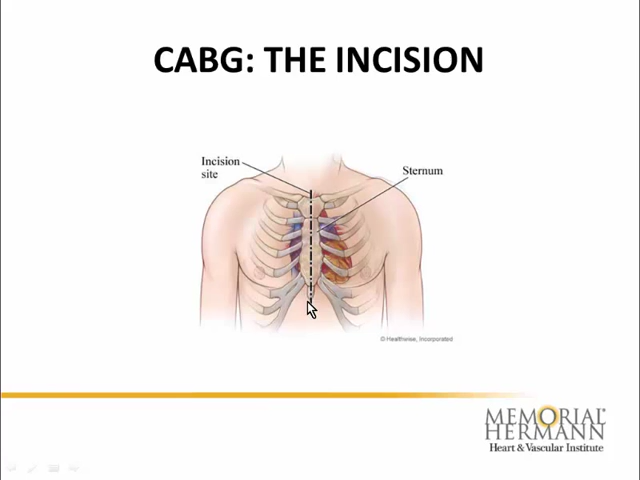 CABG: THE INCISION
Incision
site
Sternum
© Healthwise, Incorporated
MEMORIAL®
HERMANN
Heart & Vascular Institute